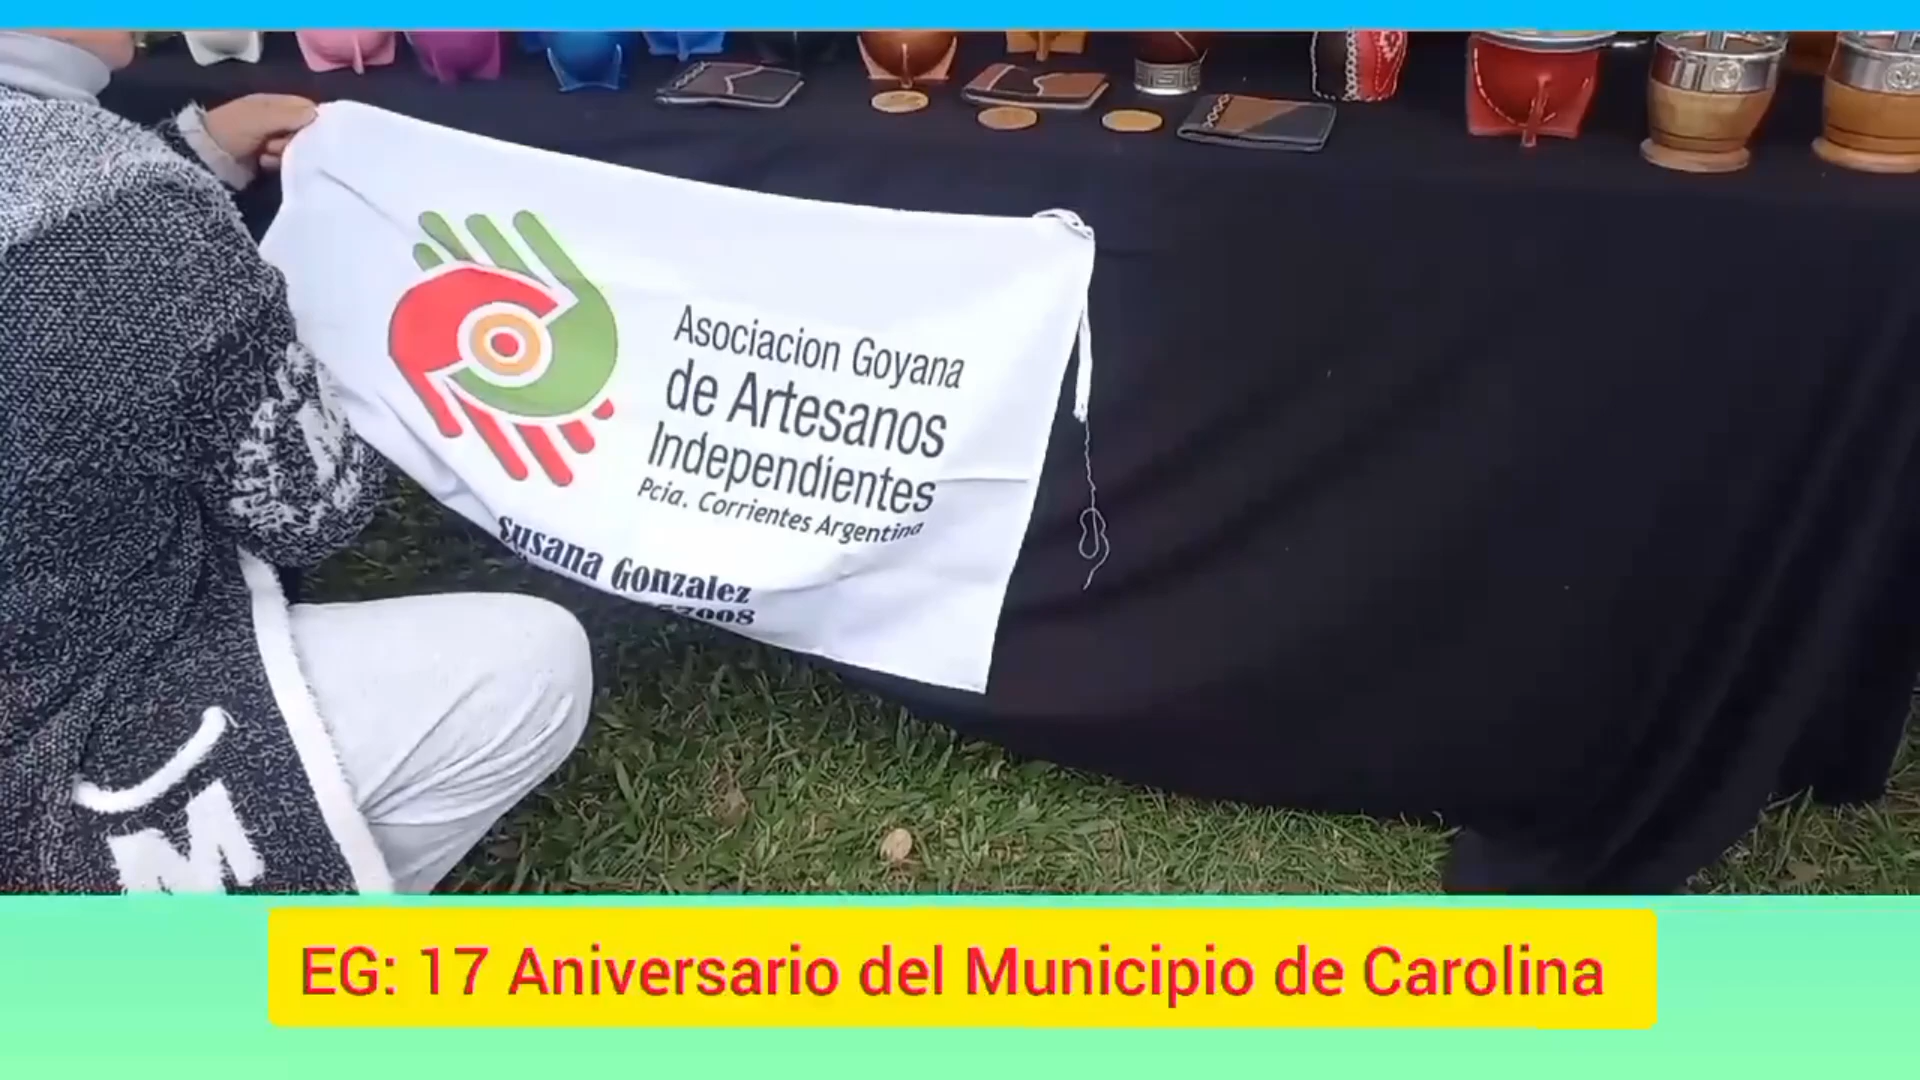 Asociacion Goyana
de Artesanos
Independientes
Pcia. Corrientes Argentina
Susana Gonzalez
M
EG: 17 Aniversario del Municipio de Carolina